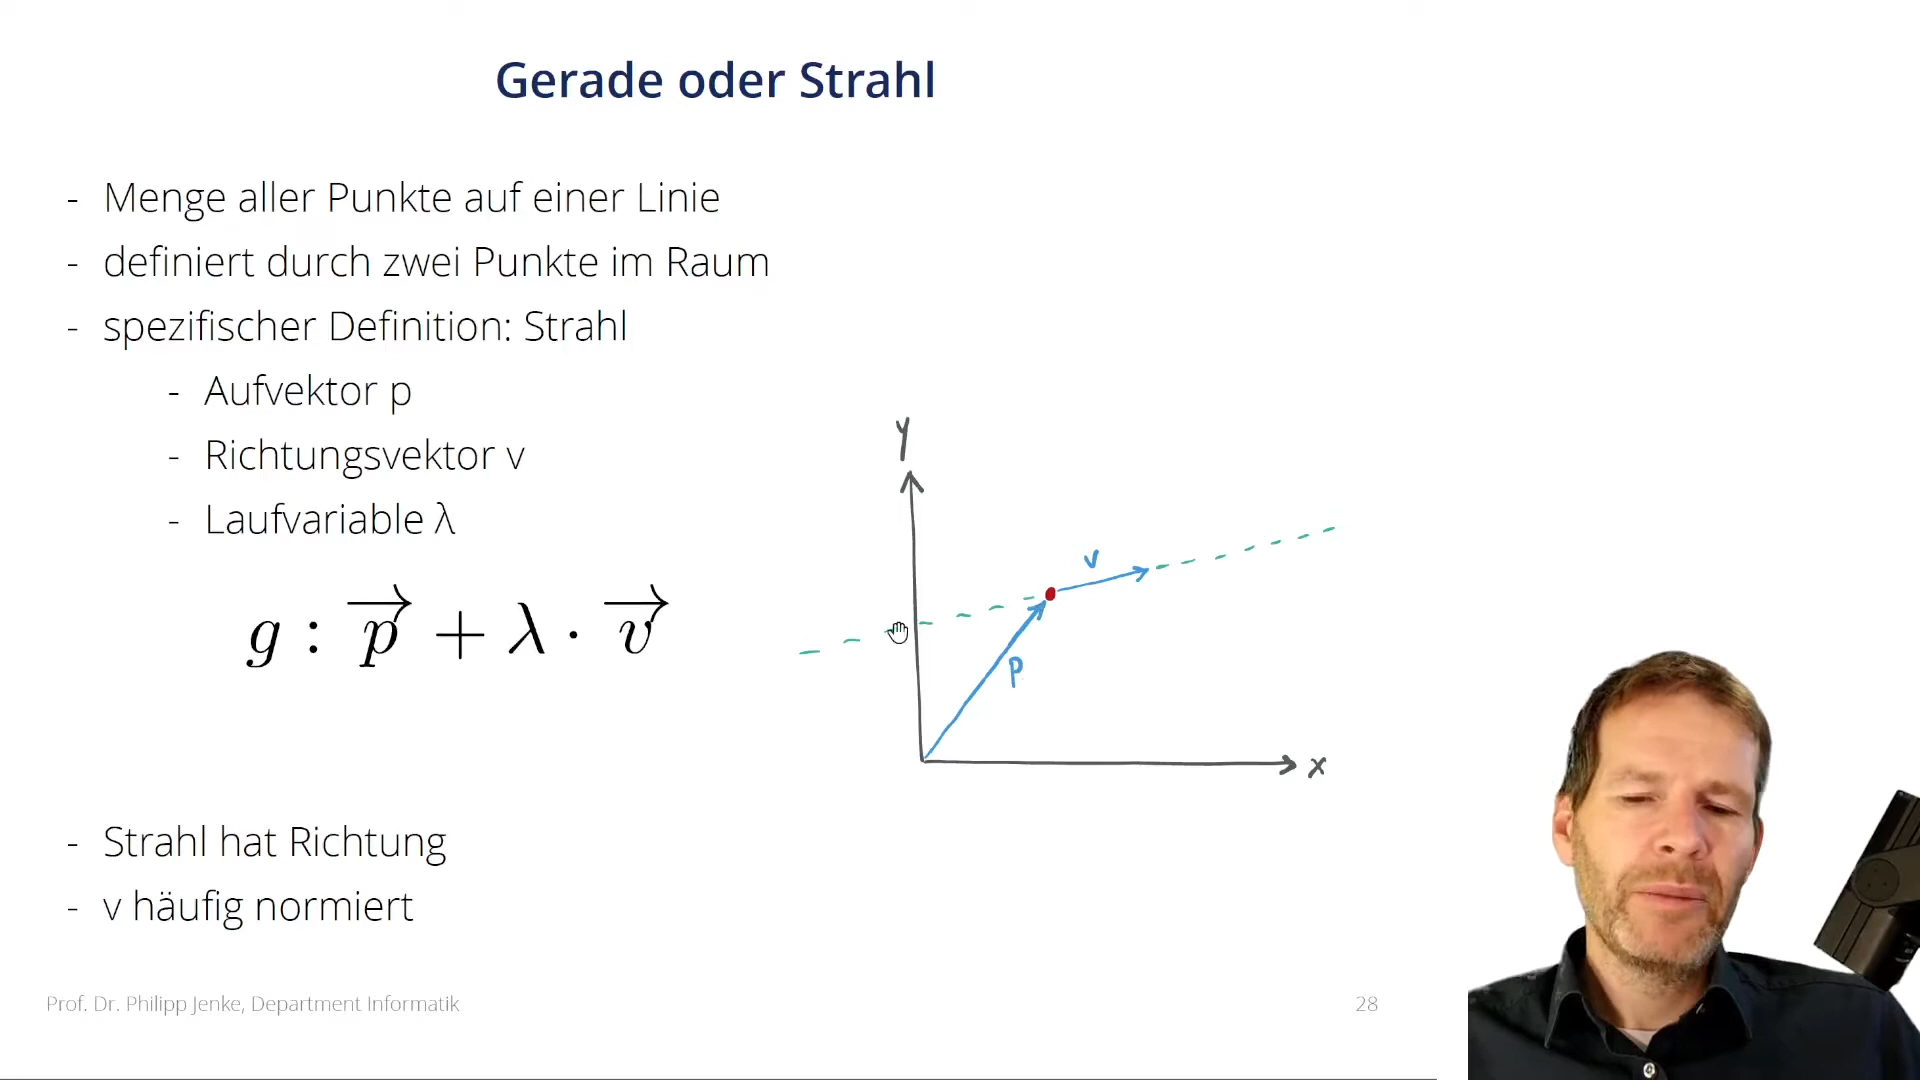 Gerade oder Strahl
- Menge aller Punkte auf einer Linie
- definiert durch zwei Punkte im Raum
- spezifischer Definition: Strahl
- Aufvektor p
- Richtungsvektor v
- Laufvariable λ
g : p⃗ + λ · v⃗
y
v
p
x
- Strahl hat Richtung
- v häufig normiert
Prof. Dr. Philipp Jenke, Department Informatik
28